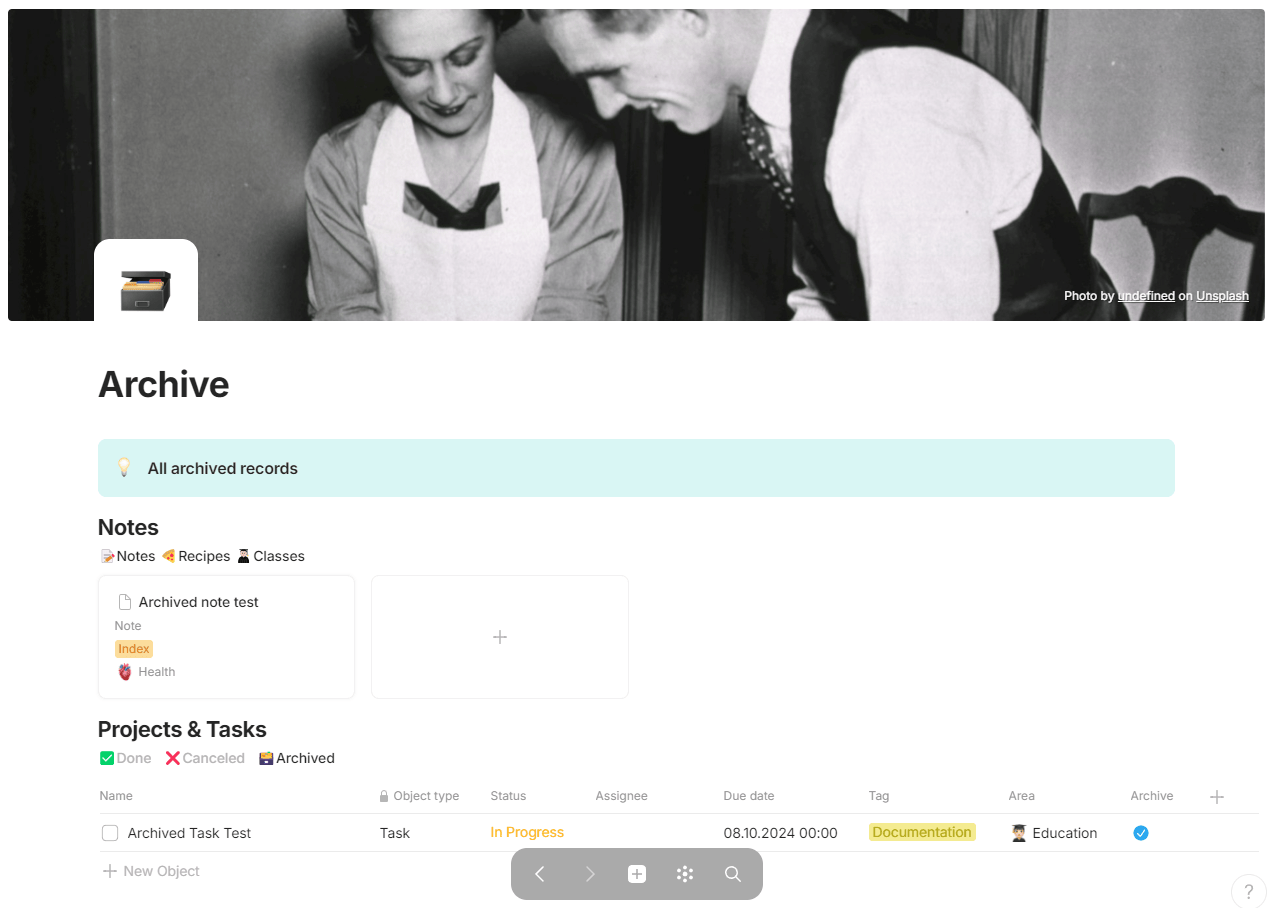 Photo by undefined on Unsplash
Archive
All archived records
Notes
Notes Recipes Classes
Archived note test
Note
Index
Health
Projects & Tasks
Done Canceled Archived
Name Object type Status Assignee Due date Tag Area Archive
Archived Task Test Task In Progress 08.10.2024 00:00 Documentation Education
New Object
?